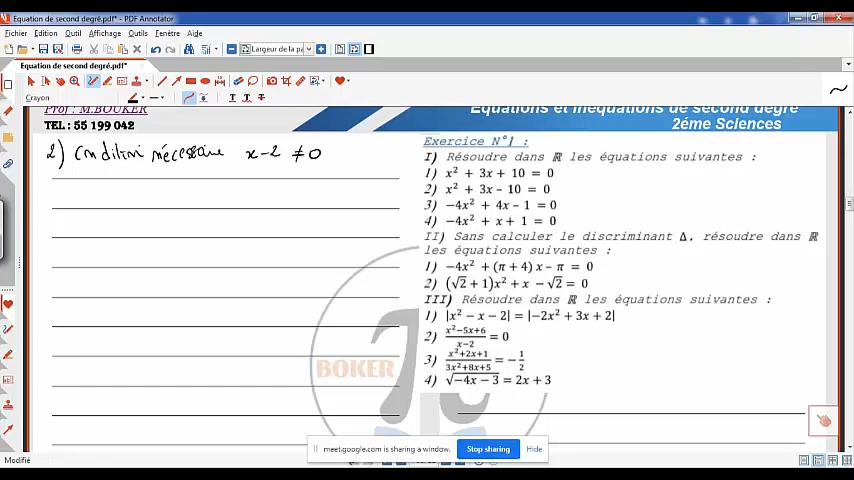 Equation de second degré.pdf* - PDF Annotator
Fichier Edition Outil Affichage Outils Fenêtre Aide
Largeur de la pa
Equation de second degré.pdf*
Crayon
Prof : M.BOUKER
TEL : 55 199 042
Equations et inéquations de second degré
2éme Sciences
2) Condition nécessaire x-2 ≠ 0
Exercice N°1 :
I) Résoudre dans ℝ les équations suivantes :
1) x² + 3x + 10 = 0
2) x² + 3x - 10 = 0
3) -4x² + 4x - 1 = 0
4) -4x² + x + 1 = 0
II) Sans calculer le discriminant Δ, résoudre dans ℝ
les équations suivantes :
1) -4x² + (π + 4) x - π = 0
2) (√2 + 1)x² + x - √2 = 0
III) Résoudre dans ℝ les équations suivantes :
1) |x² - x - 2| = |-2x² + 3x + 2|
2) (x²-5x+6)/(x-2) = 0
3) (x²+2x+1)/(3x²+8x+5) = -1/2
4) √(-4x - 3) = 2x + 3
BOKER
meet.google.com is sharing a window. Stop sharing Hide
Modifié